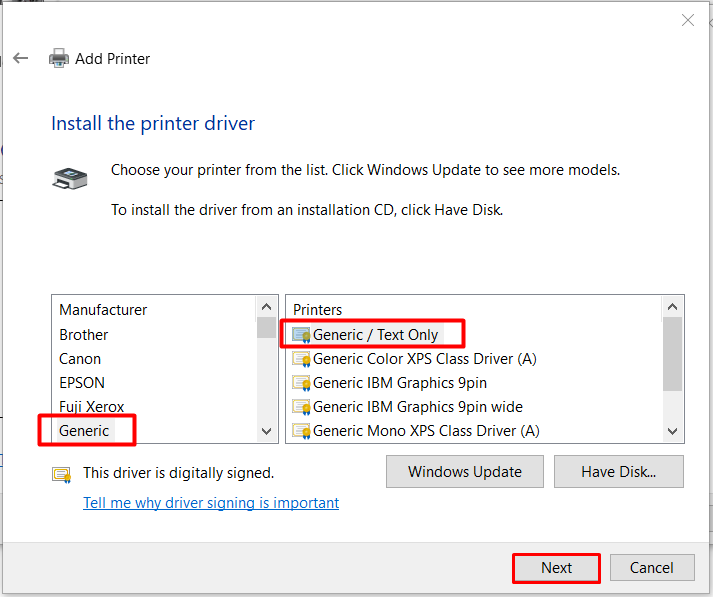 Add Printer
Install the printer driver
Choose your printer from the list. Click Windows Update to see more models.
To install the driver from an installation CD, click Have Disk.
Manufacturer
Brother
Canon
EPSON
Fuji Xerox
Generic
Printers
Generic / Text Only
Generic Color XPS Class Driver (A)
Generic IBM Graphics 9pin
Generic IBM Graphics 9pin wide
Generic Mono XPS Class Driver (A)
This driver is digitally signed.
Tell me why driver signing is important
Windows Update
Have Disk...
Next
Cancel